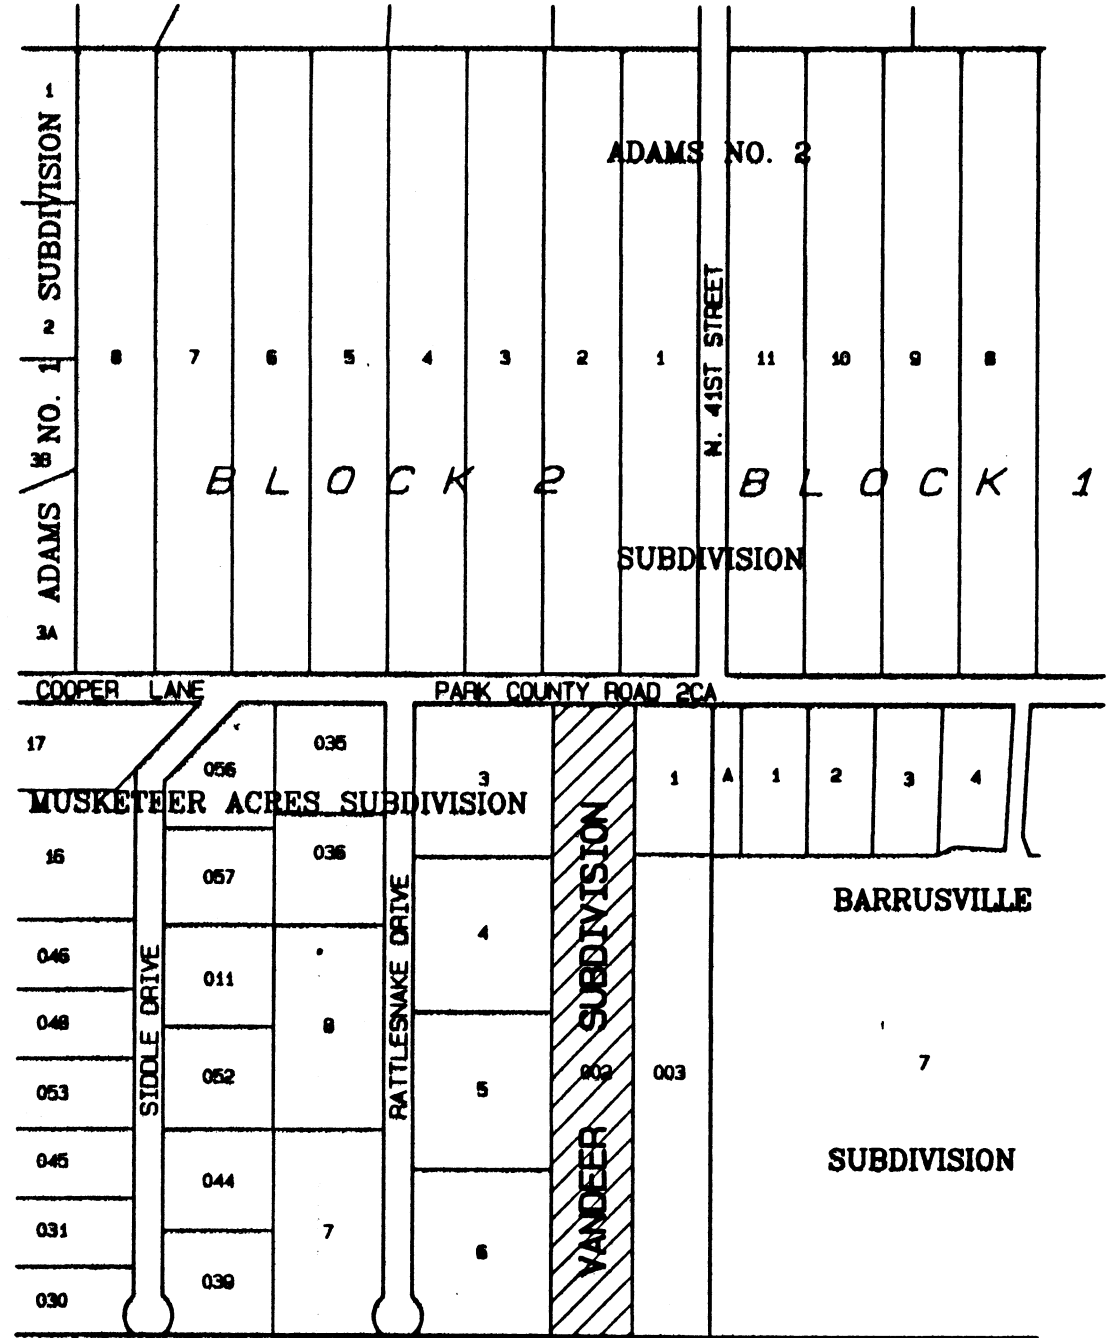 1
ADAMS NO. 1 SUBDIVISION
2
3B
3A
ADAMS NO. 2
8 7 6 5 4 3 2 1
N. 41ST STREET
11 10 9 8
BLOCK 2
BLOCK 1
SUBDIVISION
COOPER LANE
PARK COUNTY ROAD 2CA
17
056
035
3
1
A
1
2
3
4
MUSKETEER ACRES SUBDIVISION
16
057
036
BARRUSVILLE
4
046
011
8
048
052
053
5
002
003
7
SIDDLE DRIVE
RATTLESNAKE DRIVE
VANDEER SUBDIVISION
045
044
SUBDIVISION
031
7
6
030
039